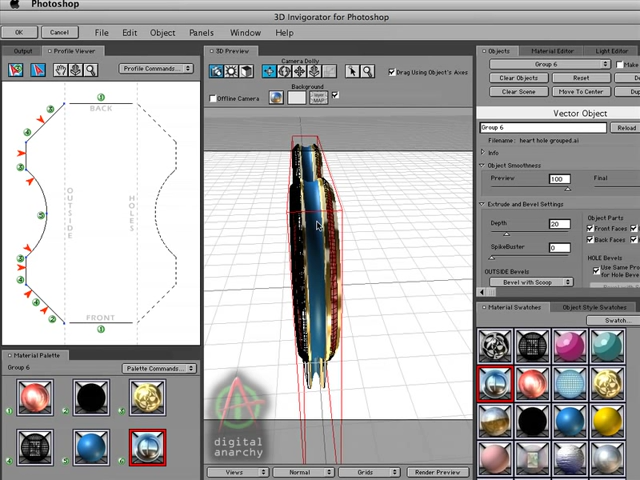 Photoshop
3D Invigorator for Photoshop
OK
Cancel
File
Edit
Object
Panels
Window
Help
Output
Profile Viewer
Profile Commands...
BACK
OUTSIDE
HOLES
FRONT
Material Palette
Group 6
Palette Commands...
3D Preview
Camera Dolly
Drag Using Object's Axes
Background
Offline Camera
digital
anarchy
Views
Normal
Grids
Render Preview
Objects
Material Editor
Light Editor
Group 6
Make
Clear Objects
Reset
Clear Scene
Move To Center
Vector Object
Group 6
Reload
Filename : heart hole grouped.ai
Info
Object Smoothness
Preview
100
Final
Extrude and Bevel Settings
Depth
20
Object Parts
Front Faces
Back Faces
SpikeBuster
0
HOLE Bevels
Use Same Pro
OUTSIDE Bevels
Bevel with Scoop
Material Swatches
Object Style Swatches
Swatch...